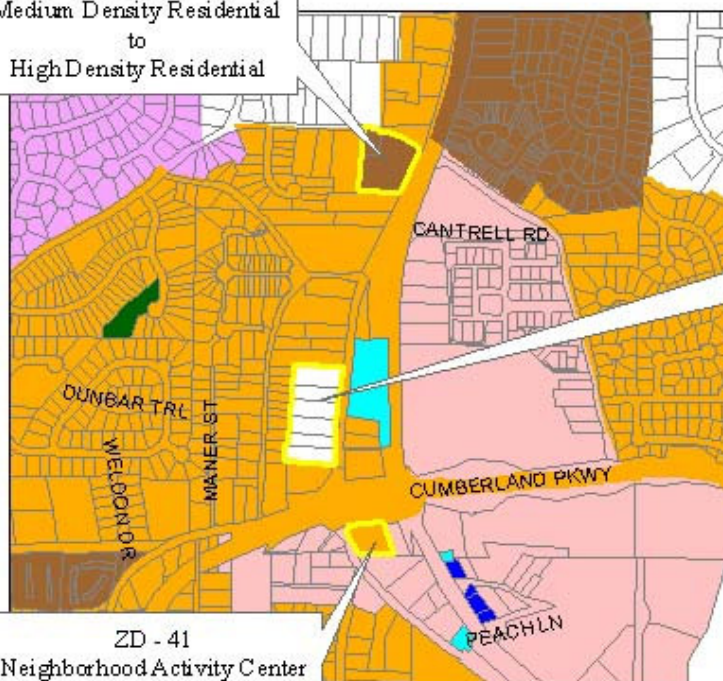 Medium Density Residential
to
High Density Residential
CANTRELL RD
DUNBAR TRL
MANER ST
WELDON DR
CUMBERLAND PKWY
PEACH LN
ZD - 41
Neighborhood Activity Center